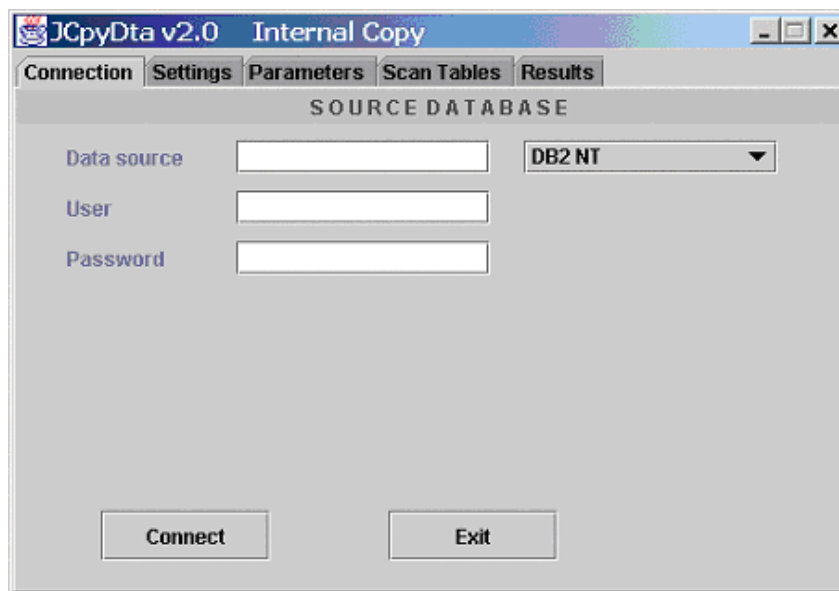 JCpyDta v2.0 Internal Copy
Connection Settings Parameters Scan Tables Results
SOURCE DATABASE
Data source DB2 NT
User
Password
Connect Exit